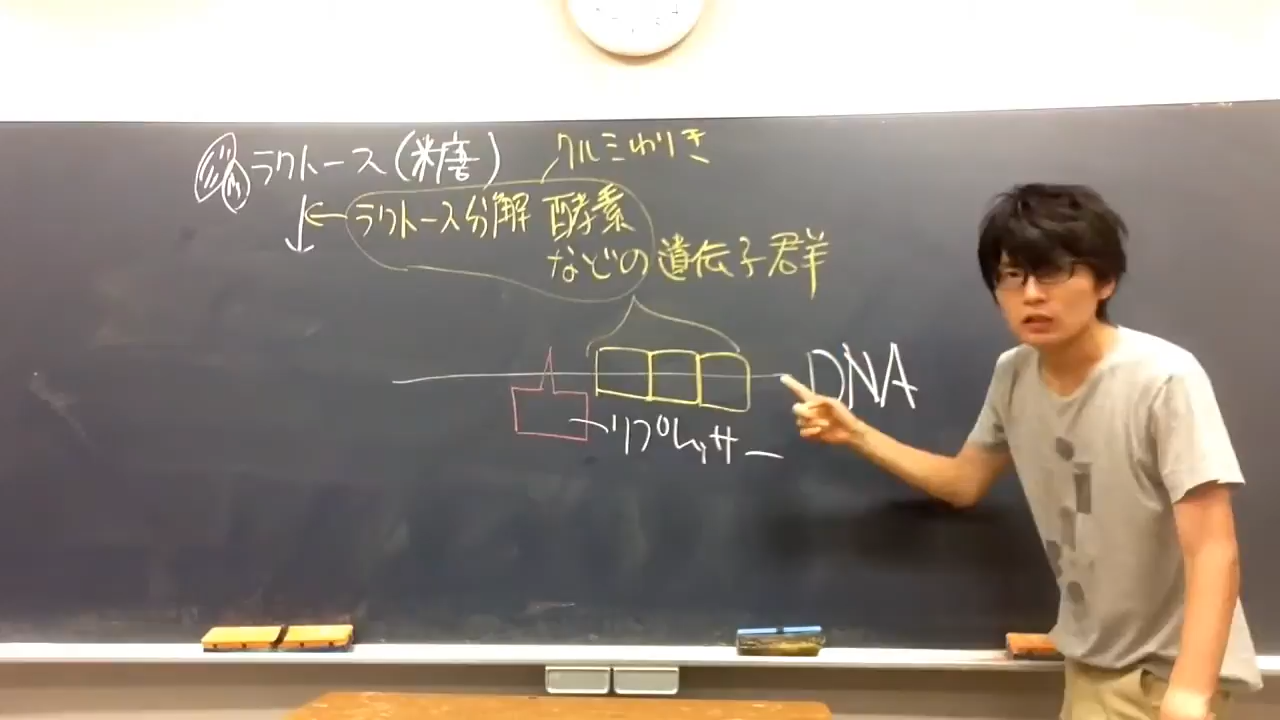 ラクトース(糖) クルミわりき
ラクトース分解酵素
などの遺伝子群
DNA
リプレッサー